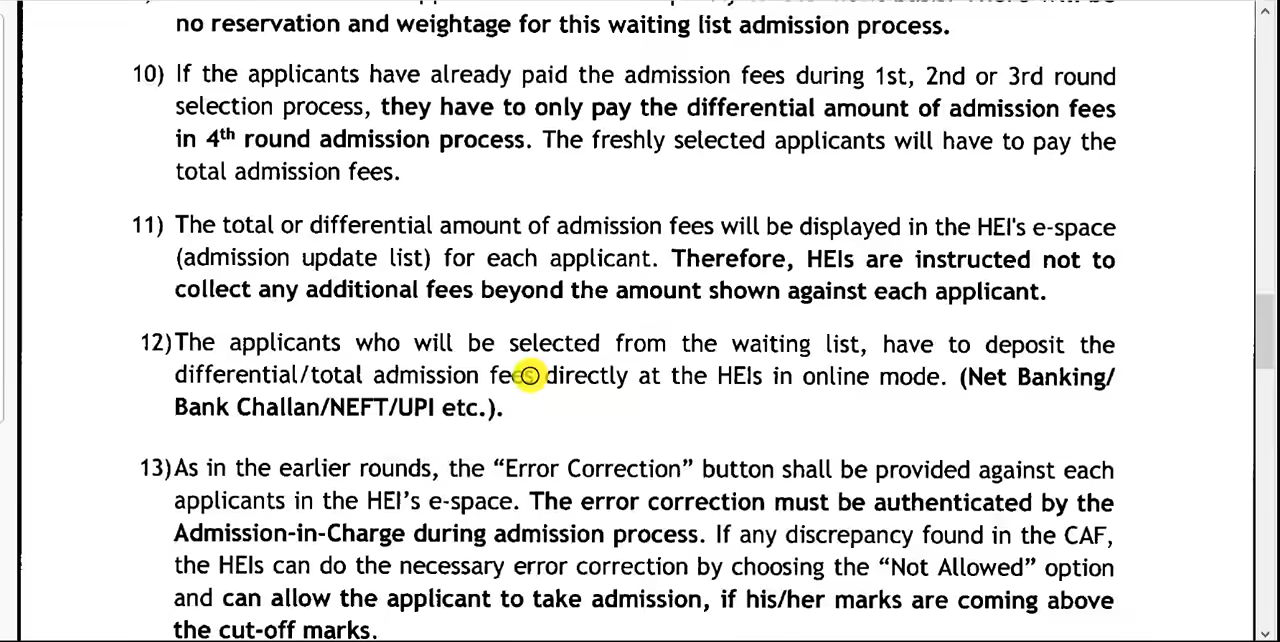 no reservation and weightage for this waiting list admission process.
10) If the applicants have already paid the admission fees during 1st, 2nd or 3rd round
selection process, they have to only pay the differential amount of admission fees
in 4th round admission process. The freshly selected applicants will have to pay the
total admission fees.
11) The total or differential amount of admission fees will be displayed in the HEI's e-space
(admission update list) for each applicant. Therefore, HEIs are instructed not to
collect any additional fees beyond the amount shown against each applicant.
12) The applicants who will be selected from the waiting list, have to deposit the
differential/total admission fees directly at the HEIs in online mode. (Net Banking/
Bank Challan/NEFT/UPI etc.).
13) As in the earlier rounds, the “Error Correction” button shall be provided against each
applicants in the HEI’s e-space. The error correction must be authenticated by the
Admission-in-Charge during admission process. If any discrepancy found in the CAF,
the HEIs can do the necessary error correction by choosing the “Not Allowed” option
and can allow the applicant to take admission, if his/her marks are coming above
the cut-off marks.